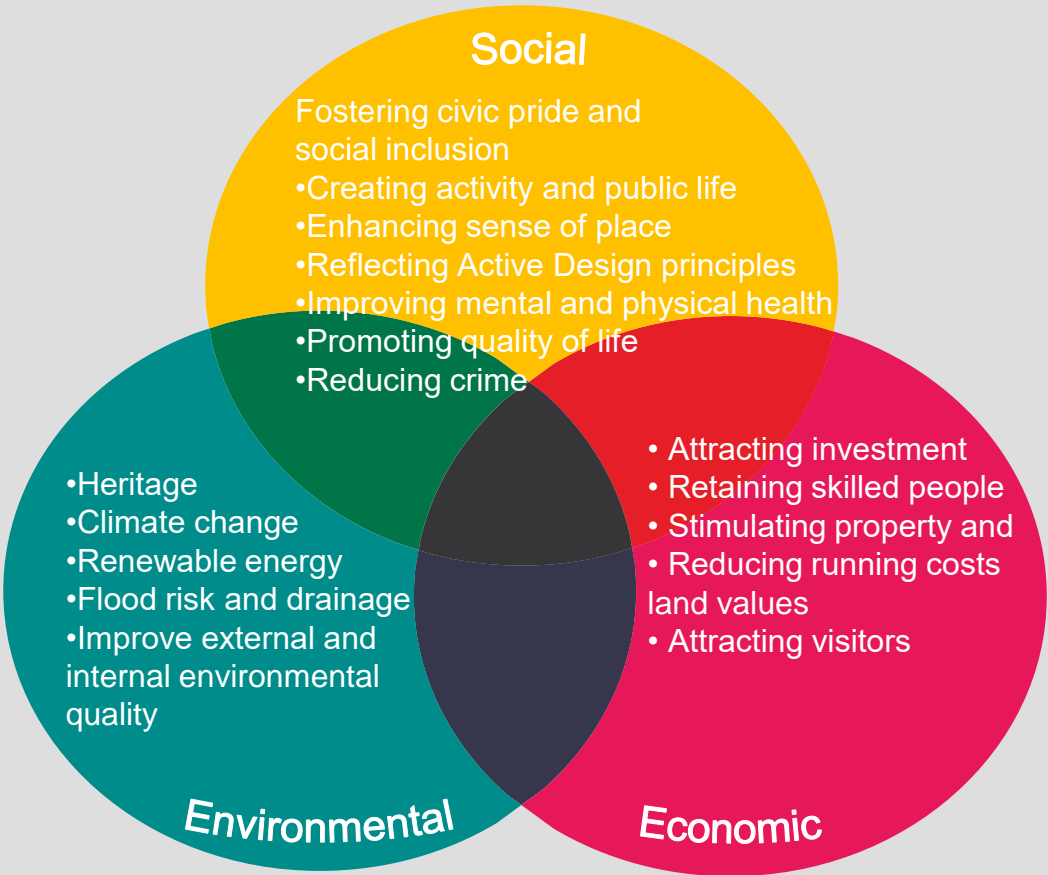 Social
Fostering civic pride and
social inclusion
•Creating activity and public life
•Enhancing sense of place
•Reflecting Active Design principles
•Improving mental and physical health
•Promoting quality of life
•Reducing crime
•Heritage
•Climate change
•Renewable energy
•Flood risk and drainage
•Improve external and
internal environmental
quality
• Attracting investment
• Retaining skilled people
• Stimulating property and
• Reducing running costs
land values
• Attracting visitors
Environmental
Economic